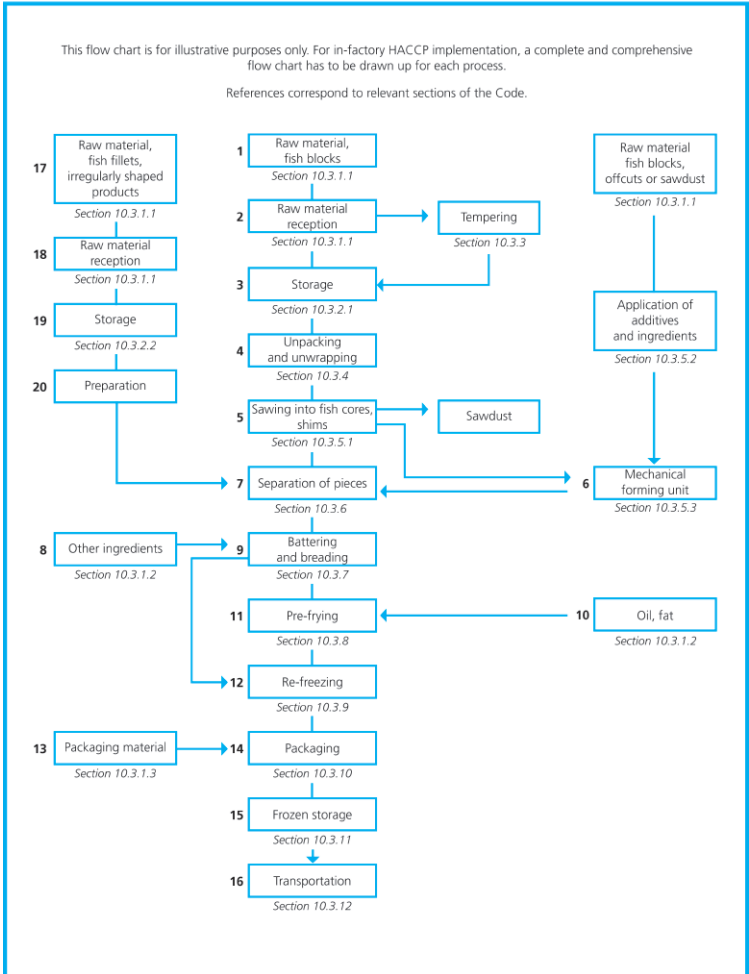 This flow chart is for illustrative purposes only. For in-factory HACCP implementation, a complete and comprehensive
flow chart has to be drawn up for each process.
References correspond to relevant sections of the Code.
17
Raw material,
fish fillets,
irregularly shaped
products
Section 10.3.1.1
18
Raw material
reception
Section 10.3.1.1
19
Storage
Section 10.3.2.2
20
Preparation
1
Raw material,
fish blocks
Section 10.3.1.1
2
Raw material
reception
Section 10.3.1.1
Tempering
Section 10.3.3
3
Storage
Section 10.3.2.1
4
Unpacking
and unwrapping
Section 10.3.4
5
Sawing into fish cores,
shims
Section 10.3.5.1
Sawdust
Raw material
fish blocks,
offcuts or sawdust
Section 10.3.1.1
Application of
additives
and ingredients
Section 10.3.5.2
6
Mechanical
forming unit
Section 10.3.5.3
7
Separation of pieces
Section 10.3.6
8
Other ingredients
Section 10.3.1.2
9
Battering
and breading
Section 10.3.7
10
Oil, fat
Section 10.3.1.2
11
Pre-frying
Section 10.3.8
12
Re-freezing
Section 10.3.9
13
Packaging material
Section 10.3.1.3
14
Packaging
Section 10.3.10
15
Frozen storage
Section 10.3.11
16
Transportation
Section 10.3.12